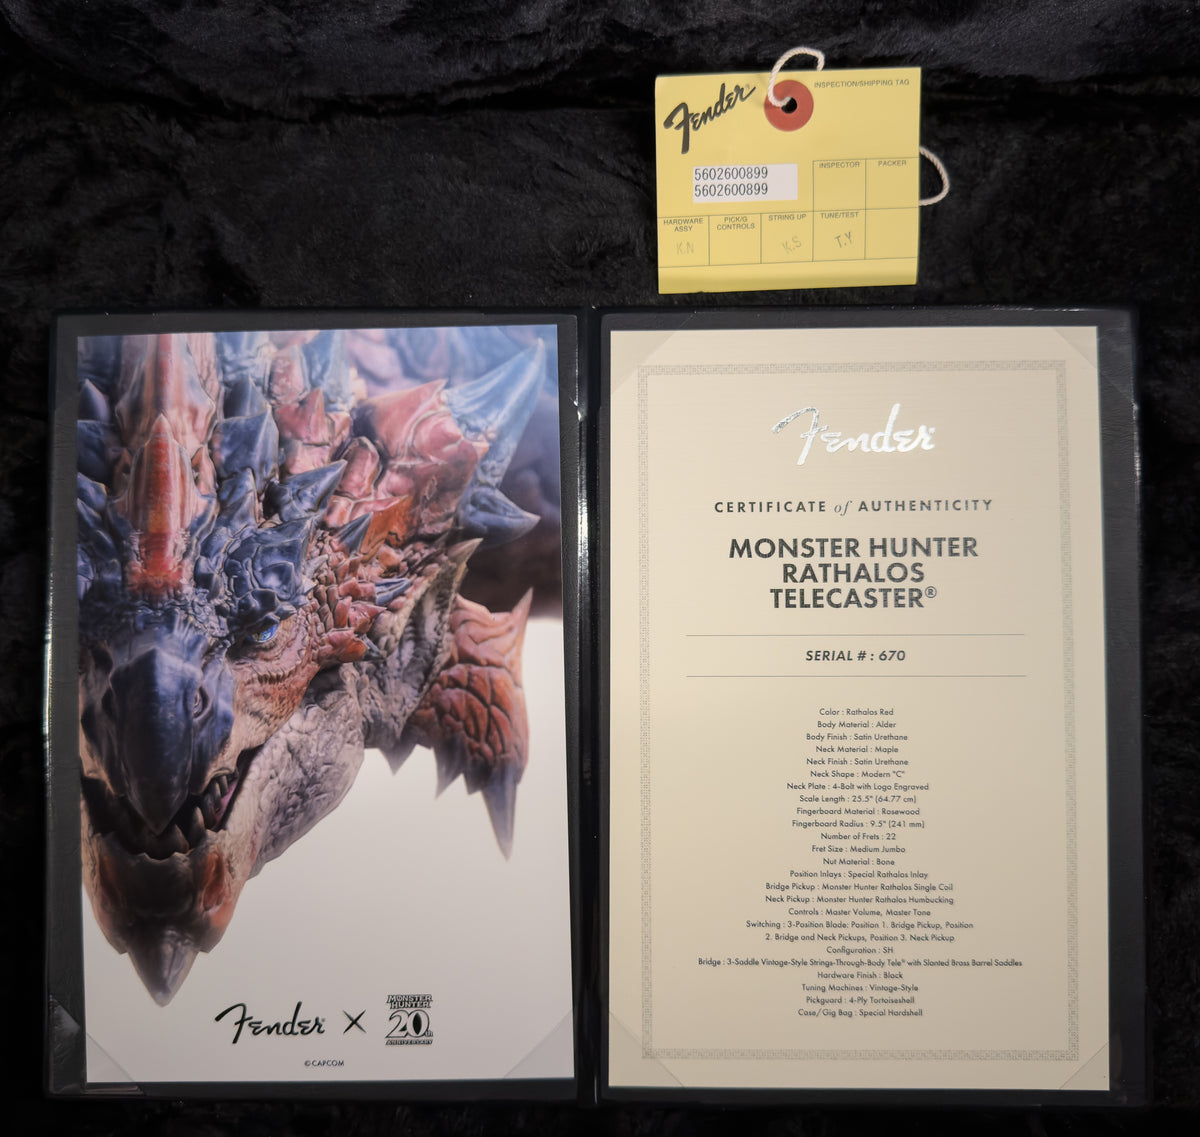 Fender
INSPECTION/SHIPPING TAG
5602600899
5602600899
INSPECTOR
PACKER
HARDWARE ASSY
PICK/G CONTROLS
STRING UP
TUNE/TEST
K.N
K.S
T.Y
Fender × MONSTER HUNTER 20th ANNIVERSARY
©CAPCOM
Fender
CERTIFICATE of AUTHENTICITY
MONSTER HUNTER
RATHALOS
TELECASTER®
SERIAL # : 670
Color : Rathalos Red
Body Material : Alder
Body Finish : Satin Urethane
Neck Material : Maple
Neck Finish : Satin Urethane
Neck Shape : Modern "C"
Neck Plate : 4-Bolt with Logo Engraved
Scale Length : 25.5" (64.77 cm)
Fingerboard Material : Rosewood
Fingerboard Radius : 9.5" (241 mm)
Number of Frets : 22
Fret Size : Medium Jumbo
Nut Material : Bone
Position Inlays : Special Rathalos Inlay
Bridge Pickup : Monster Hunter Rathalos Single Coil
Neck Pickup : Monster Hunter Rathalos Humbucking
Controls : Master Volume, Master Tone
Switching : 3-Position Blade: Position 1. Bridge Pickup, Position
2. Bridge and Neck Pickups, Position 3. Neck Pickup
Configuration : SH
Bridge : 3-Saddle Vintage-Style Strings-Through-Body Tele® with Slanted Brass Barrel Saddles
Hardware Finish : Black
Tuning Machines : Vintage-Style
Pickguard : 4-Ply Tortoiseshell
Case/Gig Bag : Special Hardshell